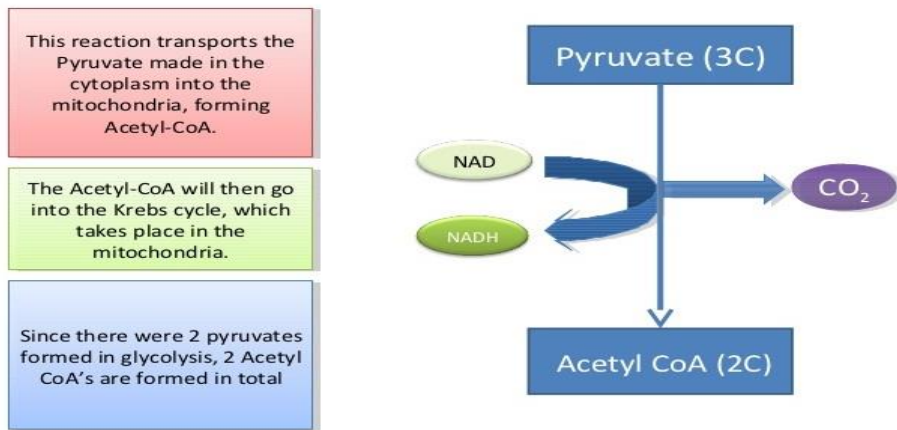 This reaction transports the
Pyruvate made in the
cytoplasm into the
mitochondria, forming
Acetyl-CoA.
The Acetyl-CoA will then go
into the Krebs cycle, which
takes place in the
mitochondria.
Since there were 2 pyruvates
formed in glycolysis, 2 Acetyl
CoA’s are formed in total
Pyruvate (3C)
NAD
CO₂
NADH
Acetyl CoA (2C)